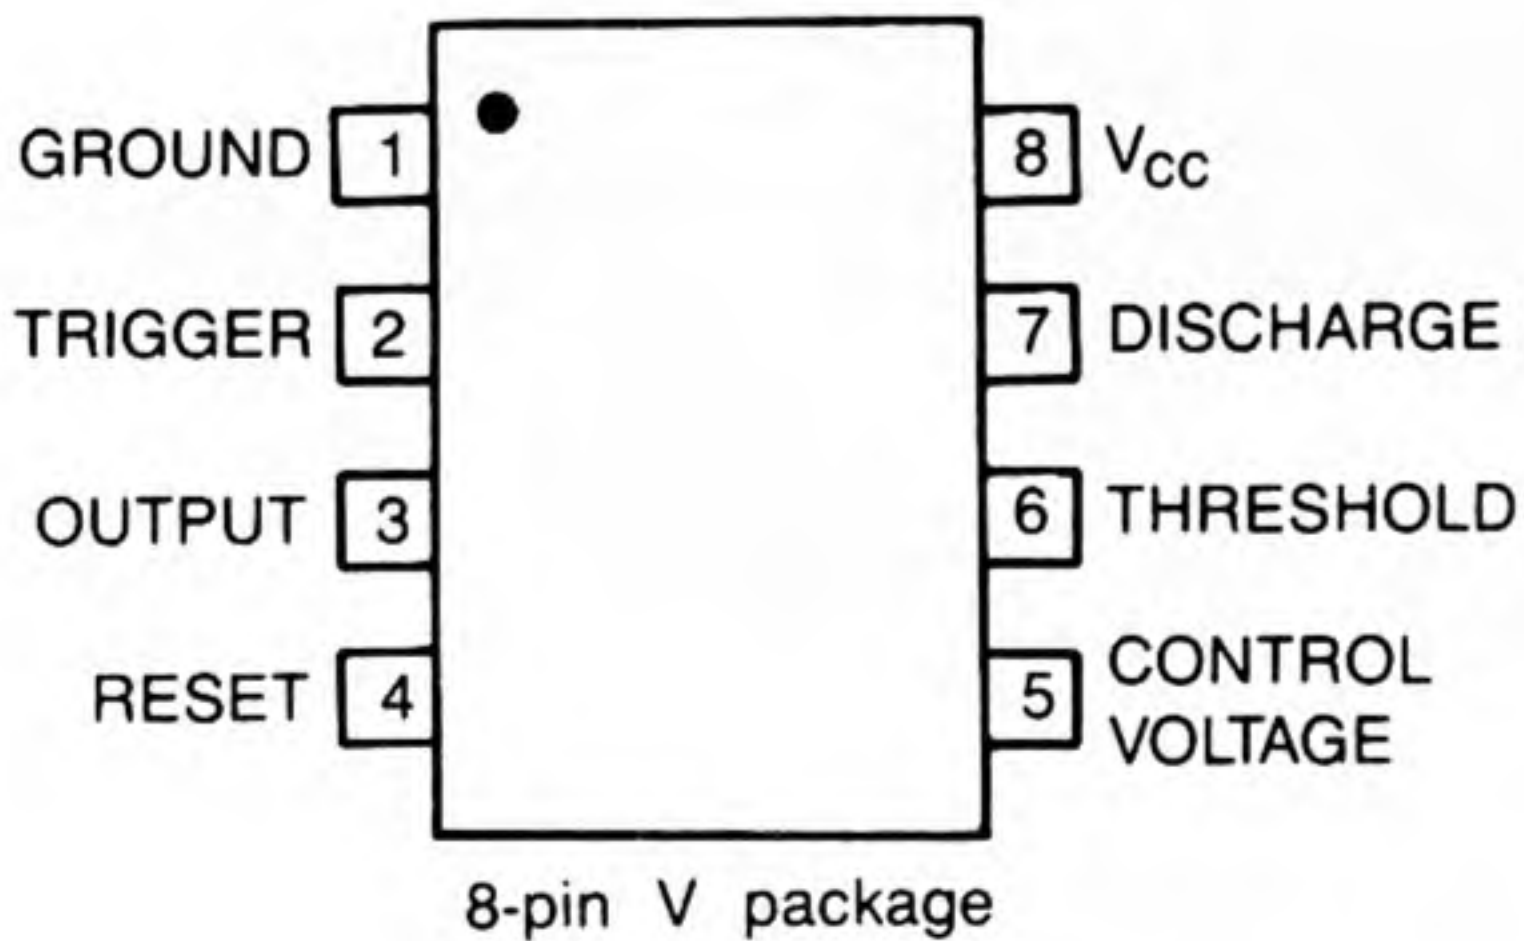 GROUND 1
8 VCC
TRIGGER 2
7 DISCHARGE
OUTPUT 3
6 THRESHOLD
RESET 4
5 CONTROL
VOLTAGE
8-pin V package